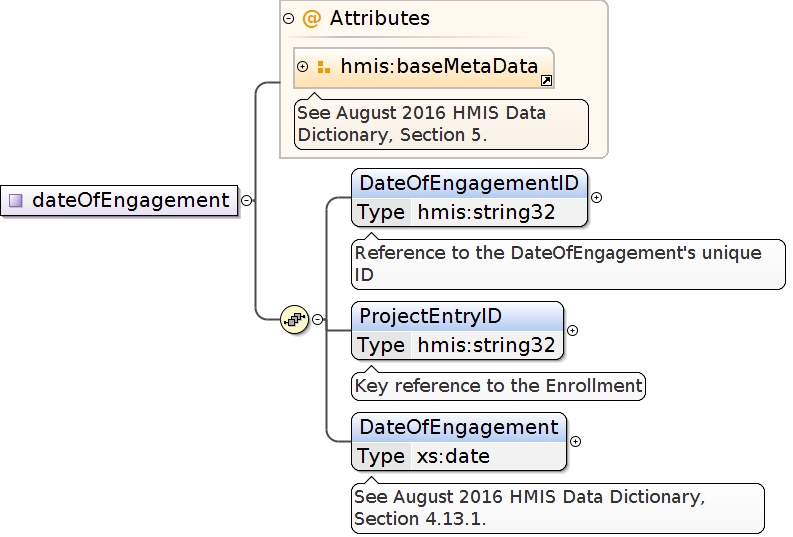 @ Attributes
hmis:baseMetaData
See August 2016 HMIS Data
Dictionary, Section 5.
dateOfEngagement
DateOfEngagementID
Type hmis:string32
Reference to the DateOfEngagement's unique
ID
ProjectEntryID
Type hmis:string32
Key reference to the Enrollment
DateOfEngagement
Type xs:date
See August 2016 HMIS Data Dictionary,
Section 4.13.1.